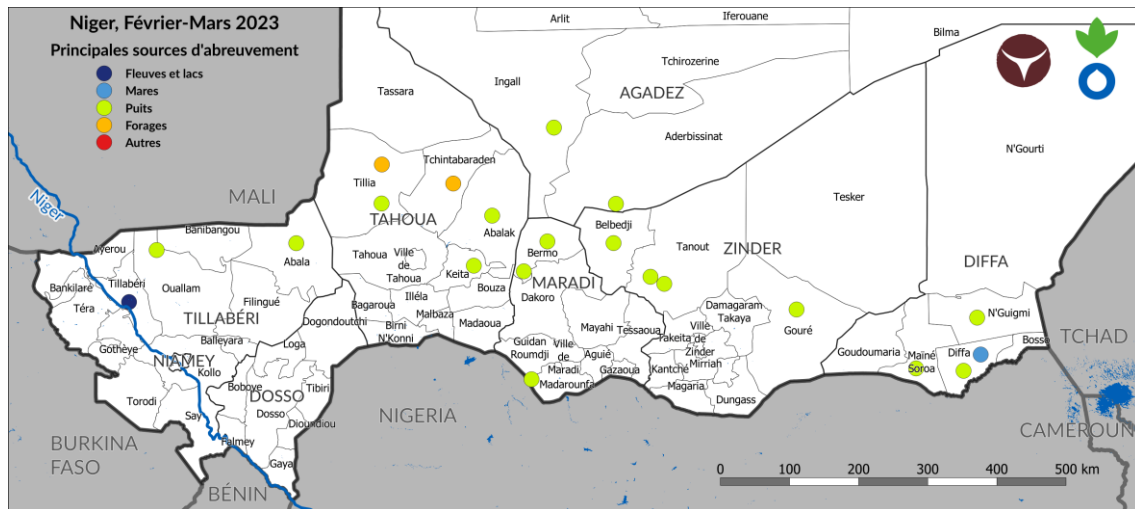 Niger, Février-Mars 2023
Principales sources d'abreuvement
Fleuves et lacs
Mares
Puits
Forages
Autres
Arlit
Iferouane
Bilma
Tchirozerine
Ingall
Tassara
AGADEZ
Aderbissinat
N'Gourti
Tchintabaraden
Tillia
MALI
Niger
Tesker
TAHOUA
Belbedji
Abalak
Banibangou
Ayerou
Abala
Bermo
Tanout
ZINDER
Tahoua
Ville
de
Tahoua
Keita
DIFFA
Ouallam
Tillabéri
Bankilaré
Bouza
MARADI
Dakoro
Téra
Filingué
Illéla
Bagaroua
Malbaza
Madaoua
Damagaram
Takaya
N'Guigmi
TILLABÉRI
Dogondoutchi
Birni
N'Konni
Mayahi
Tessaoua
Gouré
TCHAD
Gothèye
Balleyara
Loga
Guidan
Roumdji
Ville
de
Maradi
Takeita
Ville
de
Zinder
Mirriah
Bosso
Goudoumaria
Mainé
Soroa
Diffa
NIAMEY
Kollo
Aguié
Gazaoua
Kantché
Magaria
Madarounfa
Boboye
Tibiri
DOSSO
Torodi
Say
Dosso
Dungass
Dioundiou
NIGERIA
CAMEROUN
BURKINA
FASO
Falmey
Gaya
BÉNIN
0 100 200 300 400 500 km